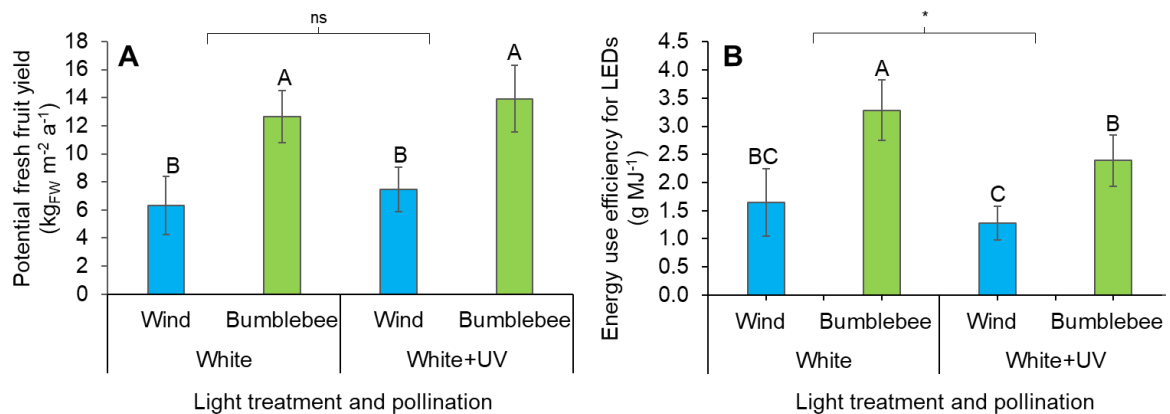 ns
A
Potential fresh fruit yield
(kg_FW m⁻² a⁻¹)
18
16
14
12
10
8
6
4
2
0
B
A
B
A
Wind Bumblebee Wind Bumblebee
White White+UV
Light treatment and pollination
*
B
Energy use efficiency for LEDs
(g MJ⁻¹)
4.5
4.0
3.5
3.0
2.5
2.0
1.5
1.0
0.5
0.0
BC
A
C
B
Wind Bumblebee Wind Bumblebee
White White+UV
Light treatment and pollination